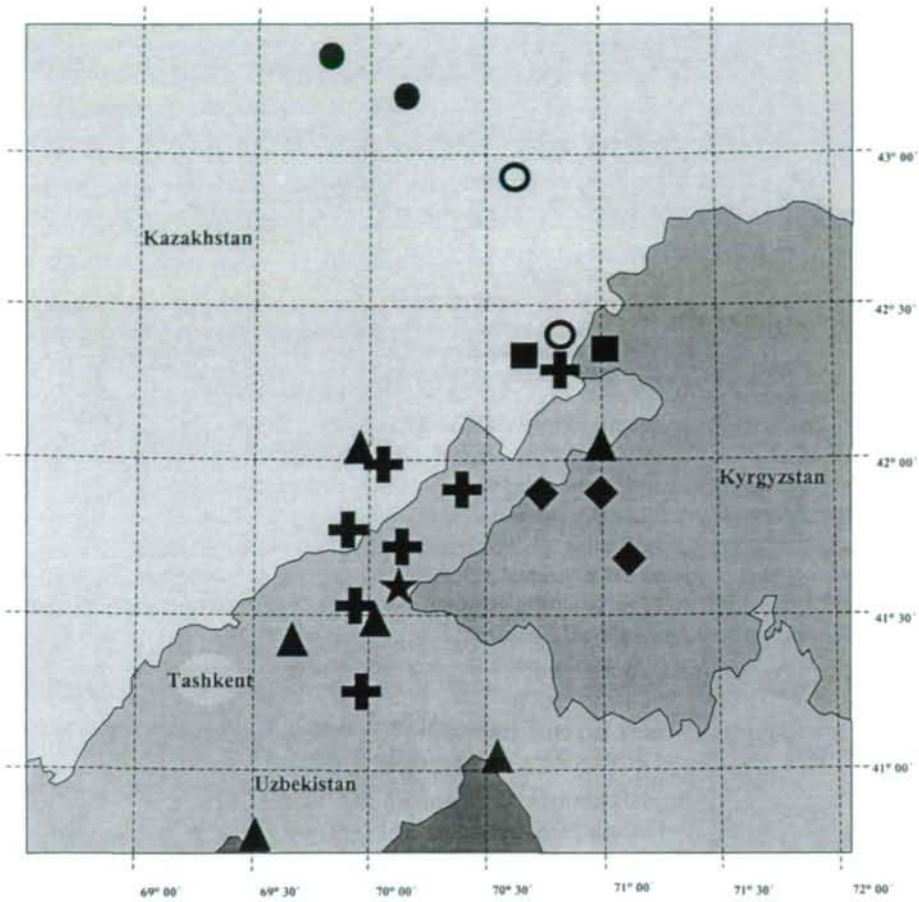 43° 00'
Kazakhstan
42° 30'
42° 00'
Kyrgyzstan
41° 30'
Tashkent
41° 00'
Uzbekistan
69° 00' 69° 30' 70° 00' 70° 30' 71° 00' 71° 30' 72° 00'